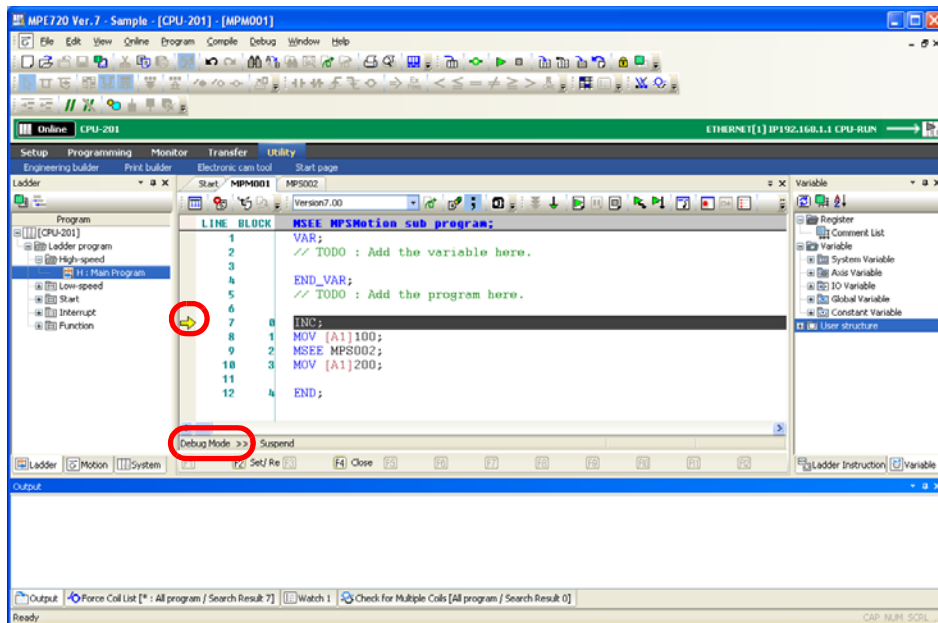 MPE720 Ver.7 - Sample - [CPU-201] - [MPM001]
File Edit View Online Program Compile Debug Window Help
Online CPU-201 ETHERNET[1] IP192.168.1.1 CPU-RUN
Setup Programming Monitor Transfer Utility
Engineering builder Print builder Electronic cam tool Start page
Ladder
Start MPM001 MPS002
Variable
Version7.00
Program
[CPU-201]
Ladder program
High-speed
H : Main Program
Low-speed
Start
Interrupt
Function
LINE BLOCK MSEE MPSMotion sub program;
1 VAR;
2 // TODO : Add the variable here.
3
4 END_VAR;
5 // TODO : Add the program here.
6
7 0 INC;
8 1 MOV [A1]100;
9 2 MSEE MPS002;
10 3 MOV [A1]200;
11
12 4 END;
Register
Comment List
Variable
System Variable
Axis Variable
IO Variable
Global Variable
Constant Variable
User structure
Debug Mode >> Suspend
Ladder Motion System
F1 F2 Set/ Re F3 F4 Close F5 F6 F7 F8 F9
Ladder Instruction Variable
Output
Output Force Coil List [* : All program / Search Result 7] Watch 1 Check for Multiple Coils [All program / Search Result 0]
Ready CAP NUM SCRL